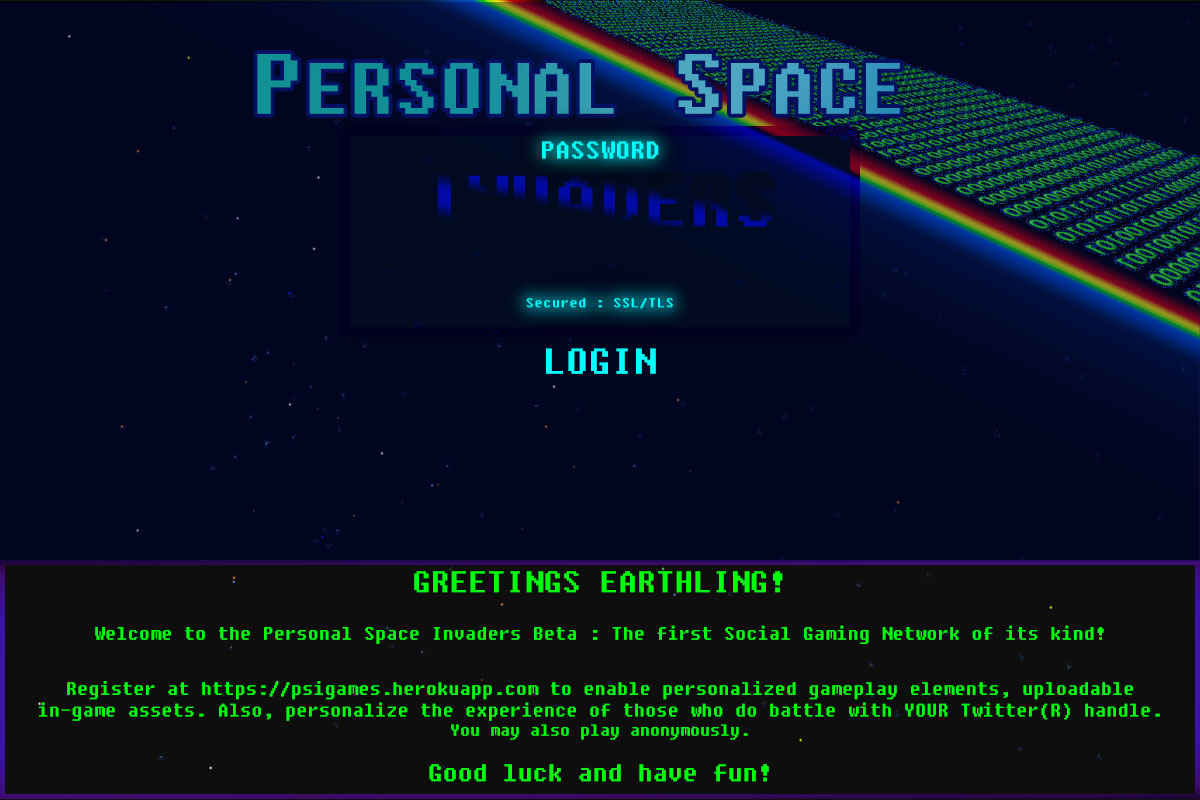 Personal Space
PASSWORD
INVADERS
Secured : SSL/TLS
LOGIN
GREETINGS EARTHLING!
Welcome to the Personal Space Invaders Beta : The first Social Gaming Network of its kind!
Register at https://psigames.herokuapp.com to enable personalized gameplay elements, uploadable
in-game assets. Also, personalize the experience of those who do battle with YOUR Twitter(R) handle.
You may also play anonymously.
Good luck and have fun!